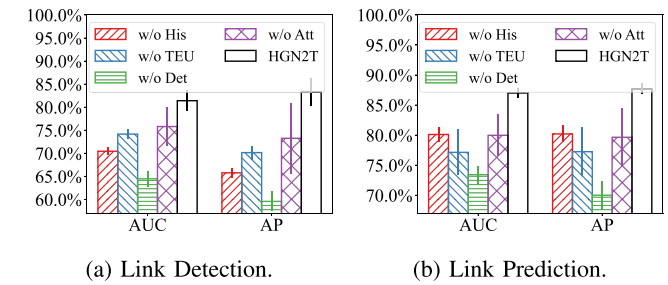 100.0%
95.0%
90.0%
85.0%
80.0%
75.0%
70.0%
65.0%
60.0%
w/o His
w/o TEU
w/o Det
w/o Att
HGN2T
AUC
AP
(a) Link Detection.
100.0%
95.0%
90.0%
85.0%
80.0%
75.0%
70.0%
w/o His
w/o TEU
w/o Det
w/o Att
HGN2T
AUC
AP
(b) Link Prediction.